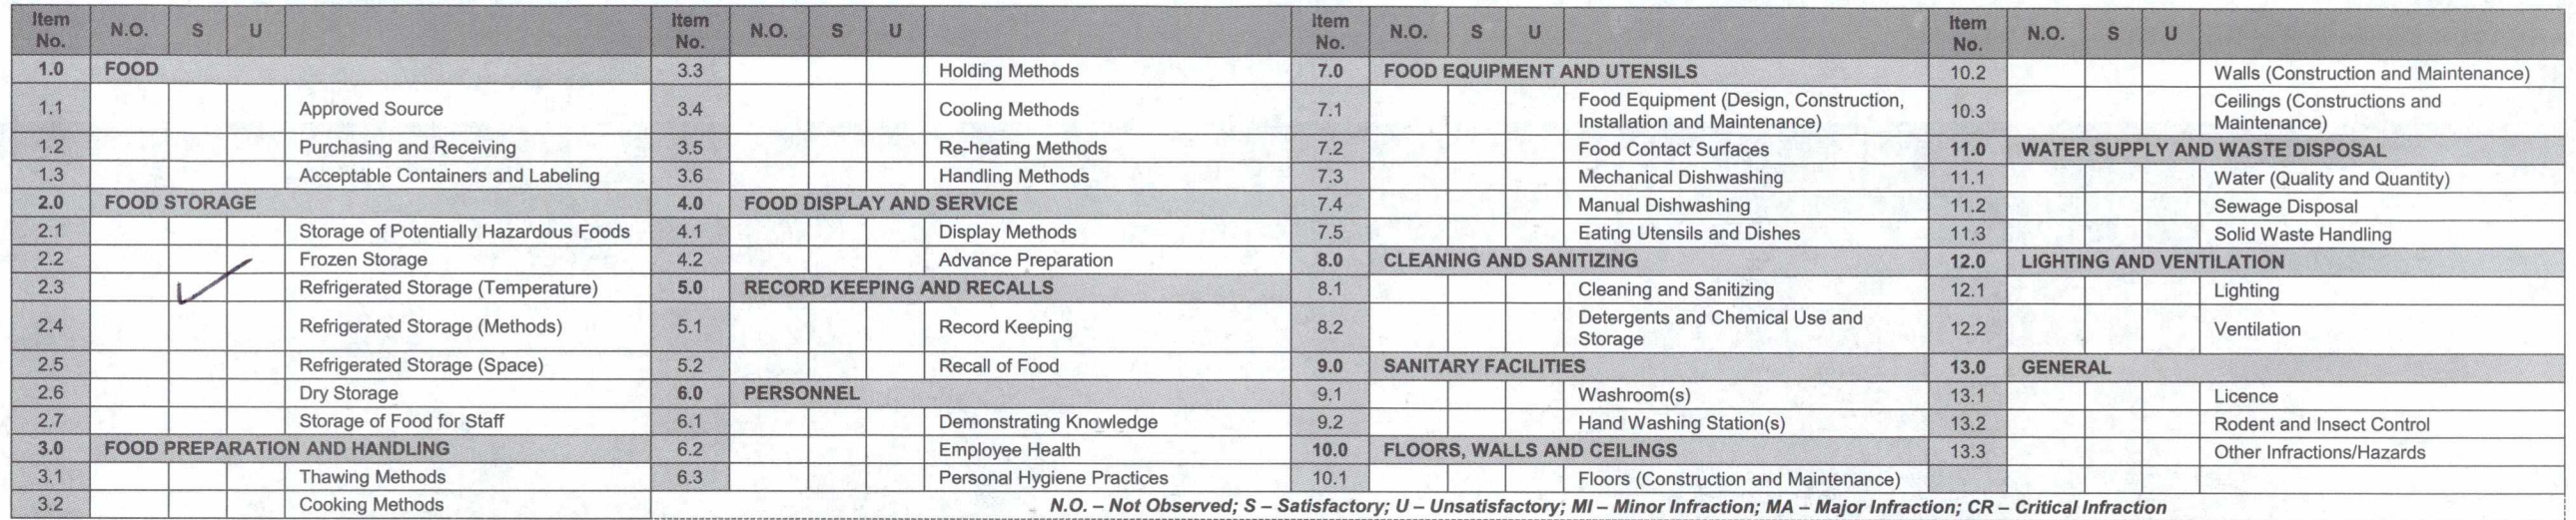 Item No. N.O. S U
1.0 FOOD
1.1 Approved Source
1.2 Purchasing and Receiving
1.3 Acceptable Containers and Labeling
2.0 FOOD STORAGE
2.1 Storage of Potentially Hazardous Foods
2.2 Frozen Storage
2.3 ✓ Refrigerated Storage (Temperature)
2.4 Refrigerated Storage (Methods)
2.5 Refrigerated Storage (Space)
2.6 Dry Storage
2.7 Storage of Food for Staff
3.0 FOOD PREPARATION AND HANDLING
3.1 Thawing Methods
3.2 Cooking Methods
Item No. N.O. S U
3.3 Holding Methods
3.4 Cooling Methods
3.5 Re-heating Methods
3.6 Handling Methods
4.0 FOOD DISPLAY AND SERVICE
4.1 Display Methods
4.2 Advance Preparation
5.0 RECORD KEEPING AND RECALLS
5.1 Record Keeping
5.2 Recall of Food
6.0 PERSONNEL
6.1 Demonstrating Knowledge
6.2 Employee Health
6.3 Personal Hygiene Practices
Item No. N.O. S U
7.0 FOOD EQUIPMENT AND UTENSILS
7.1 Food Equipment (Design, Construction,
Installation and Maintenance)
7.2 Food Contact Surfaces
7.3 Mechanical Dishwashing
7.4 Manual Dishwashing
7.5 Eating Utensils and Dishes
8.0 CLEANING AND SANITIZING
8.1 Cleaning and Sanitizing
8.2 Detergents and Chemical Use and
Storage
9.0 SANITARY FACILITIES
9.1 Washroom(s)
9.2 Hand Washing Station(s)
10.0 FLOORS, WALLS AND CEILINGS
10.1 Floors (Construction and Maintenance)
Item No. N.O. S U
10.2 Walls (Construction and Maintenance)
10.3 Ceilings (Constructions and
Maintenance)
11.0 WATER SUPPLY AND WASTE DISPOSAL
11.1 Water (Quality and Quantity)
11.2 Sewage Disposal
11.3 Solid Waste Handling
12.0 LIGHTING AND VENTILATION
12.1 Lighting
12.2 Ventilation
13.0 GENERAL
13.1 Licence
13.2 Rodent and Insect Control
13.3 Other Infractions/Hazards
N.O. – Not Observed; S – Satisfactory; U – Unsatisfactory; MI – Minor Infraction; MA – Major Infraction; CR – Critical Infraction